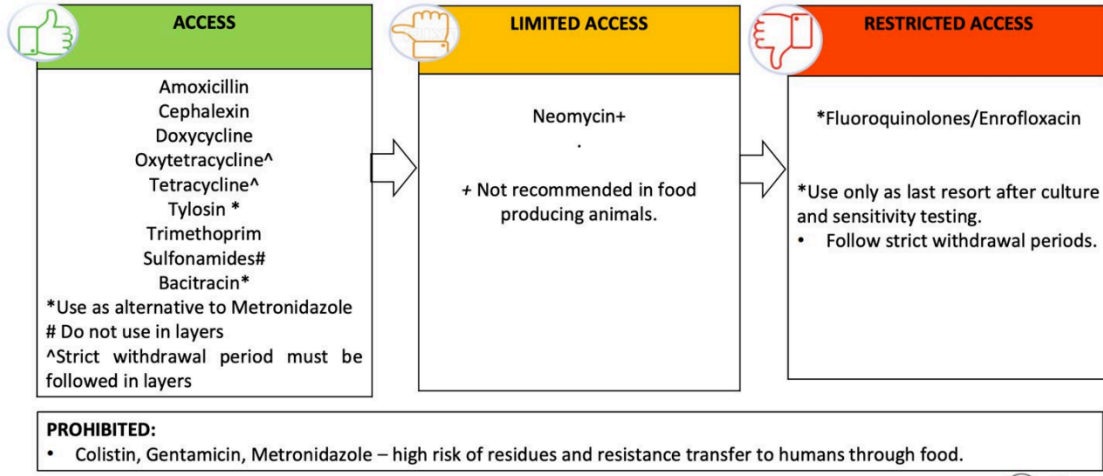 ACCESS
Amoxicillin
Cephalexin
Doxycycline
Oxytetracycline^
Tetracycline^
Tylosin *
Trimethoprim
Sulfonamides#
Bacitracin*
*Use as alternative to Metronidazole
# Do not use in layers
^Strict withdrawal period must be
followed in layers
LIMITED ACCESS
Neomycin+
.
+ Not recommended in food
producing animals.
RESTRICTED ACCESS
*Fluoroquinolones/Enrofloxacin
*Use only as last resort after culture
and sensitivity testing.
• Follow strict withdrawal periods.
PROHIBITED:
• Colistin, Gentamicin, Metronidazole – high risk of residues and resistance transfer to humans through food.